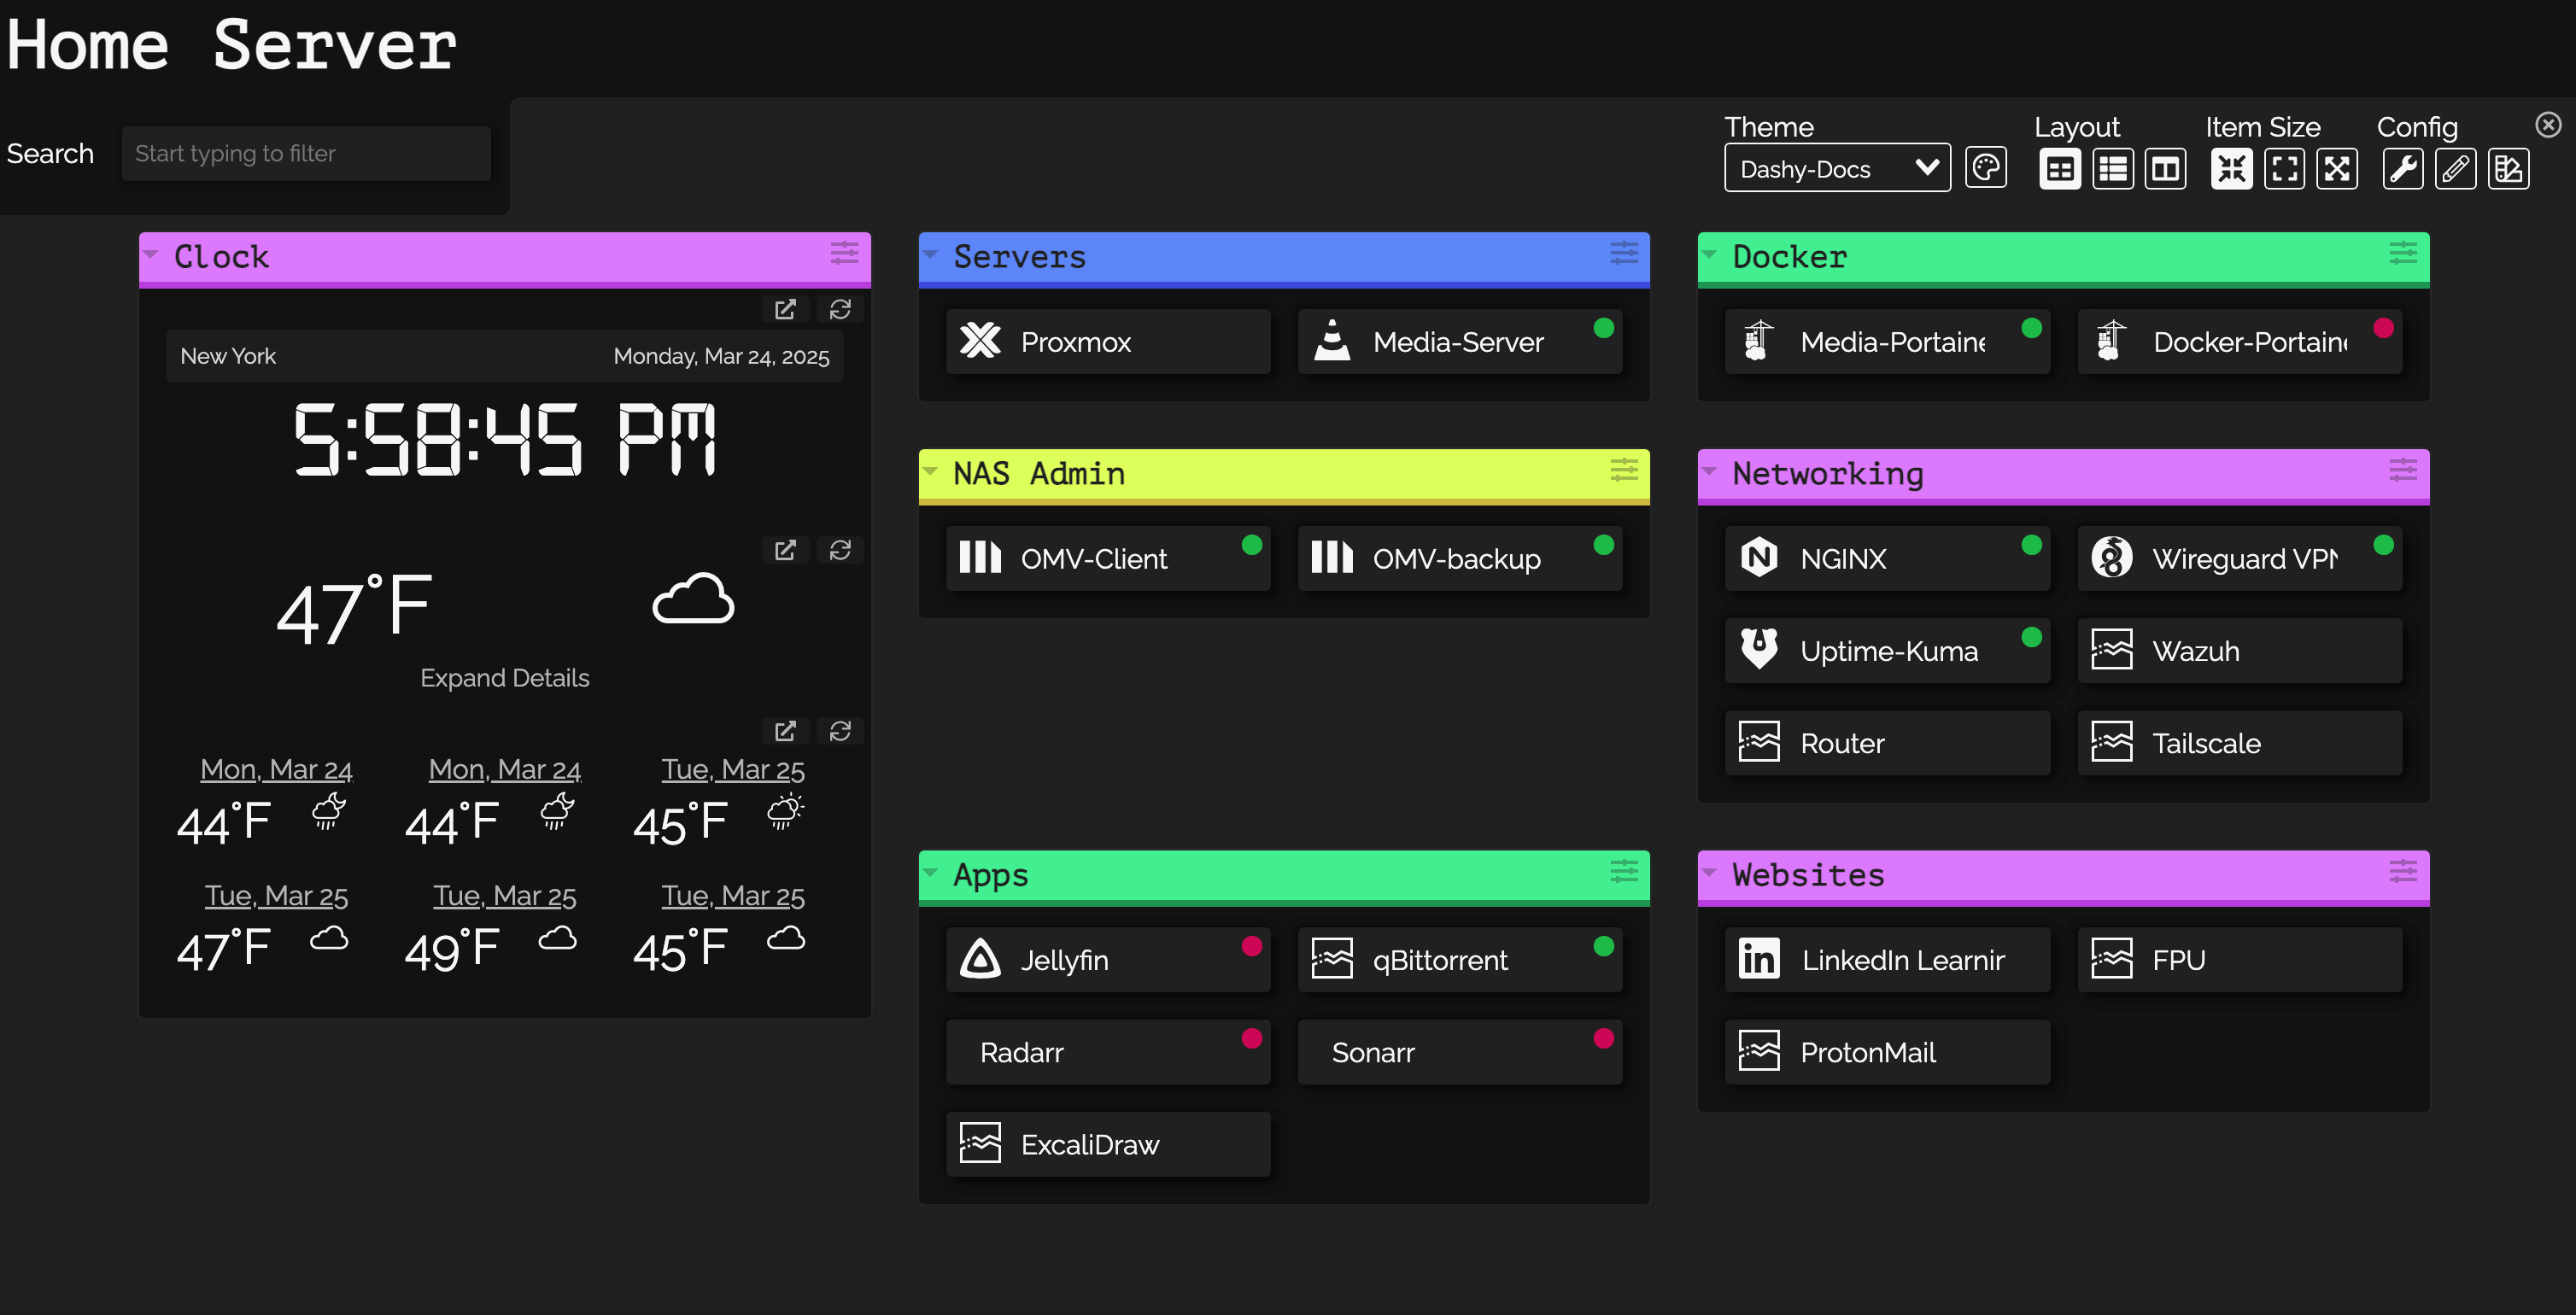 Home Server
Search
Start typing to filter
Theme
Dashy-Docs
Layout
Item Size
Config
Clock
New York
Monday, Mar 24, 2025
5:58:45 PM
47°F
Expand Details
Mon, Mar 24
Mon, Mar 24
Tue, Mar 25
44°F
44°F
45°F
Tue, Mar 25
Tue, Mar 25
Tue, Mar 25
47°F
49°F
45°F
Servers
Proxmox
Media-Server
NAS Admin
OMV-Client
OMV-backup
Apps
Jellyfin
qBittorrent
Radarr
Sonarr
ExcaliDraw
Docker
Media-Portaine
Docker-Portaine
Networking
NGINX
Wireguard VPN
Uptime-Kuma
Wazuh
Router
Tailscale
Websites
LinkedIn Learnir
FPU
ProtonMail